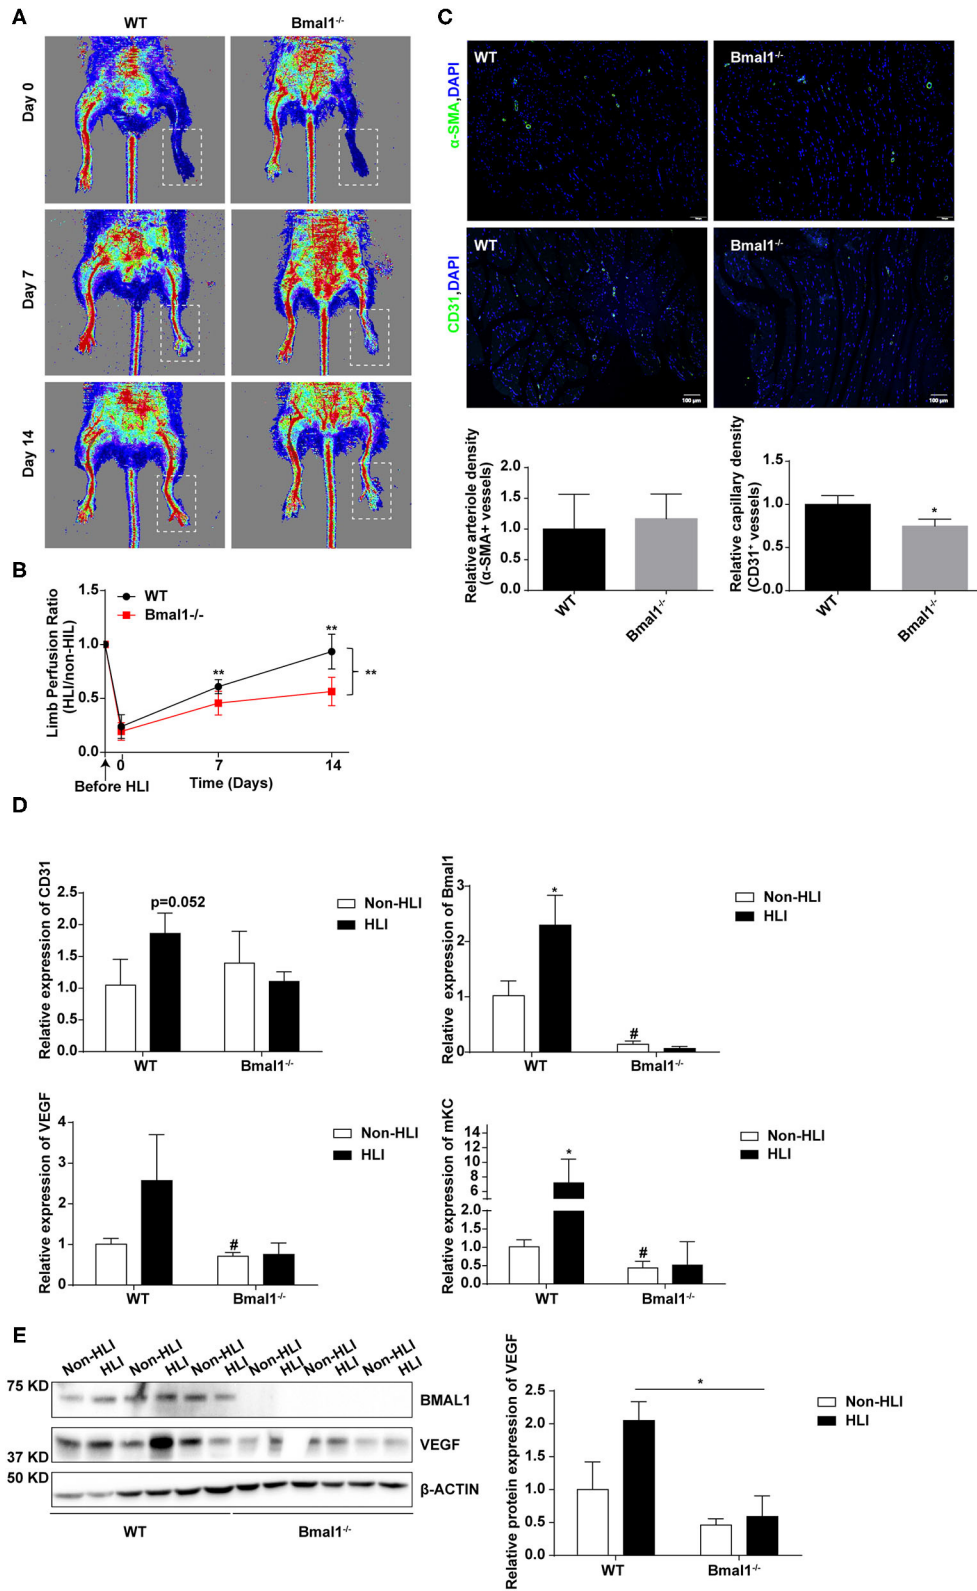 A
WT
Bmal1-/-
Day 0
Day 7
Day 14
B
Limb Perfusion Ratio
(HLI/non-HIL)
1.5
1.0
0.5
0.0
WT
Bmal1-/-
**
**
**
0
7
14
Before HLI
Time (Days)
C
α-SMA,DAPI
WT
Bmal1-/-
CD31,DAPI
WT
Bmal1-/-
100 μm
100 μm
Relative arteriole density
(α-SMA+ vessels)
2.0
1.5
1.0
0.5
0.0
WT
Bmal1-/-
Relative capillary density
(CD31+ vessels)
1.5
1.0
0.5
0.0
*
WT
Bmal1-/-
D
Relative expression of CD31
2.5
2.0
1.5
1.0
0.5
0.0
p=0.052
Non-HLI
HLI
WT
Bmal1-/-
Relative expression of Bmal1
3
2
1
0
*
#
Non-HLI
HLI
WT
Bmal1-/-
Relative expression of VEGF
4
3
2
1
0
#
Non-HLI
HLI
WT
Bmal1-/-
Relative expression of mKC
14
12
10
8
6
2.0
1.5
1.0
0.5
0.0
*
#
Non-HLI
HLI
WT
Bmal1-/-
E
Non-HLI HLI Non-HLI HLI Non-HLI HLI Non-HLI HLI Non-HLI HLI Non-HLI HLI
75 KD
BMAL1
VEGF
37 KD
50 KD
β-ACTIN
WT
Bmal1-/-
Relative protein expression of VEGF
2.5
2.0
1.5
1.0
0.5
0.0
*
Non-HLI
HLI
WT
Bmal1-/-